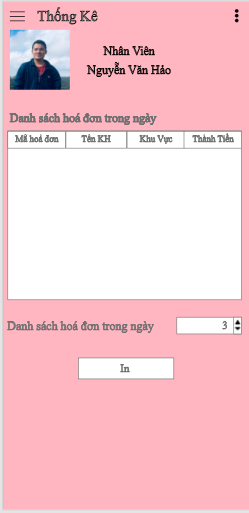 Thống Kê
Nhân Viên
Nguyễn Văn Hảo
Danh sách hoá đơn trong ngày
Mã hoá đơn Tên KH Khu Vực Thành Tiền
Danh sách hoá đơn trong ngày 3
In